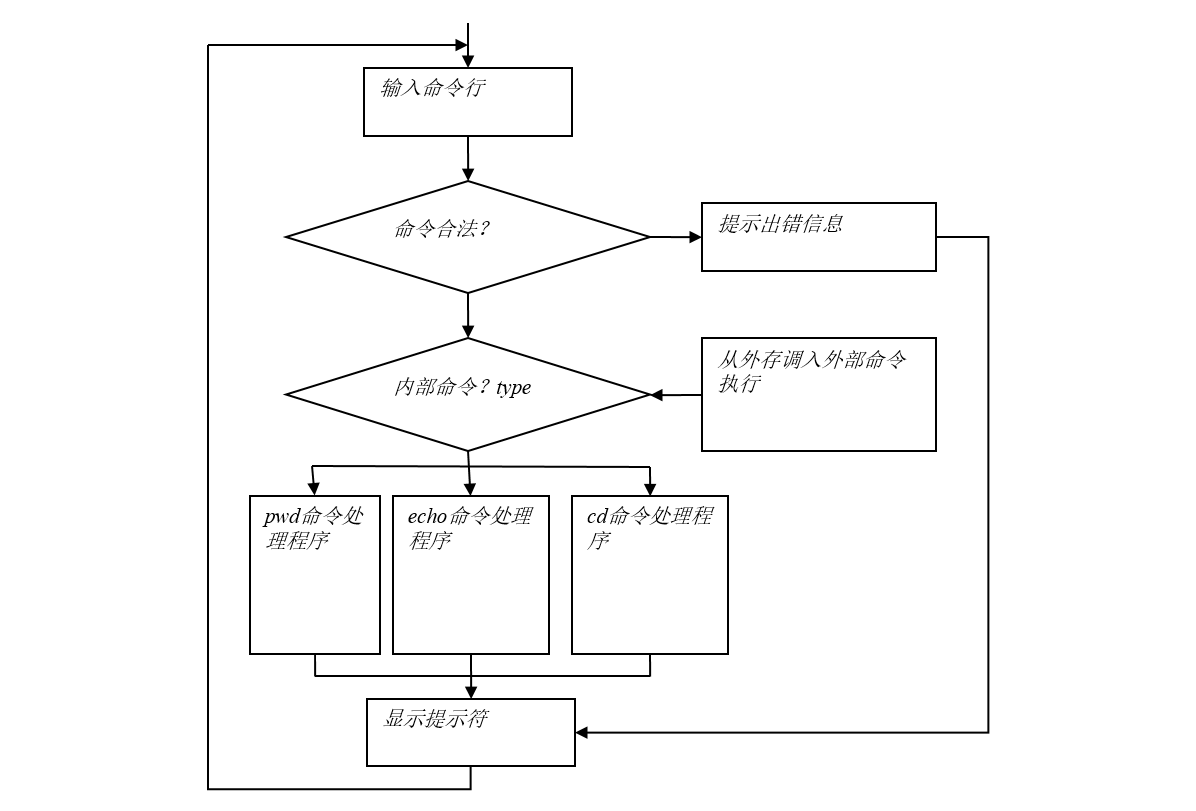 输入命令行
命令合法？
提示出错信息
内部命令？type
从外存调入外部命令
执行
pwd命令处
理程序
echo命令处理
程序
cd命令处理程
序
显示提示符